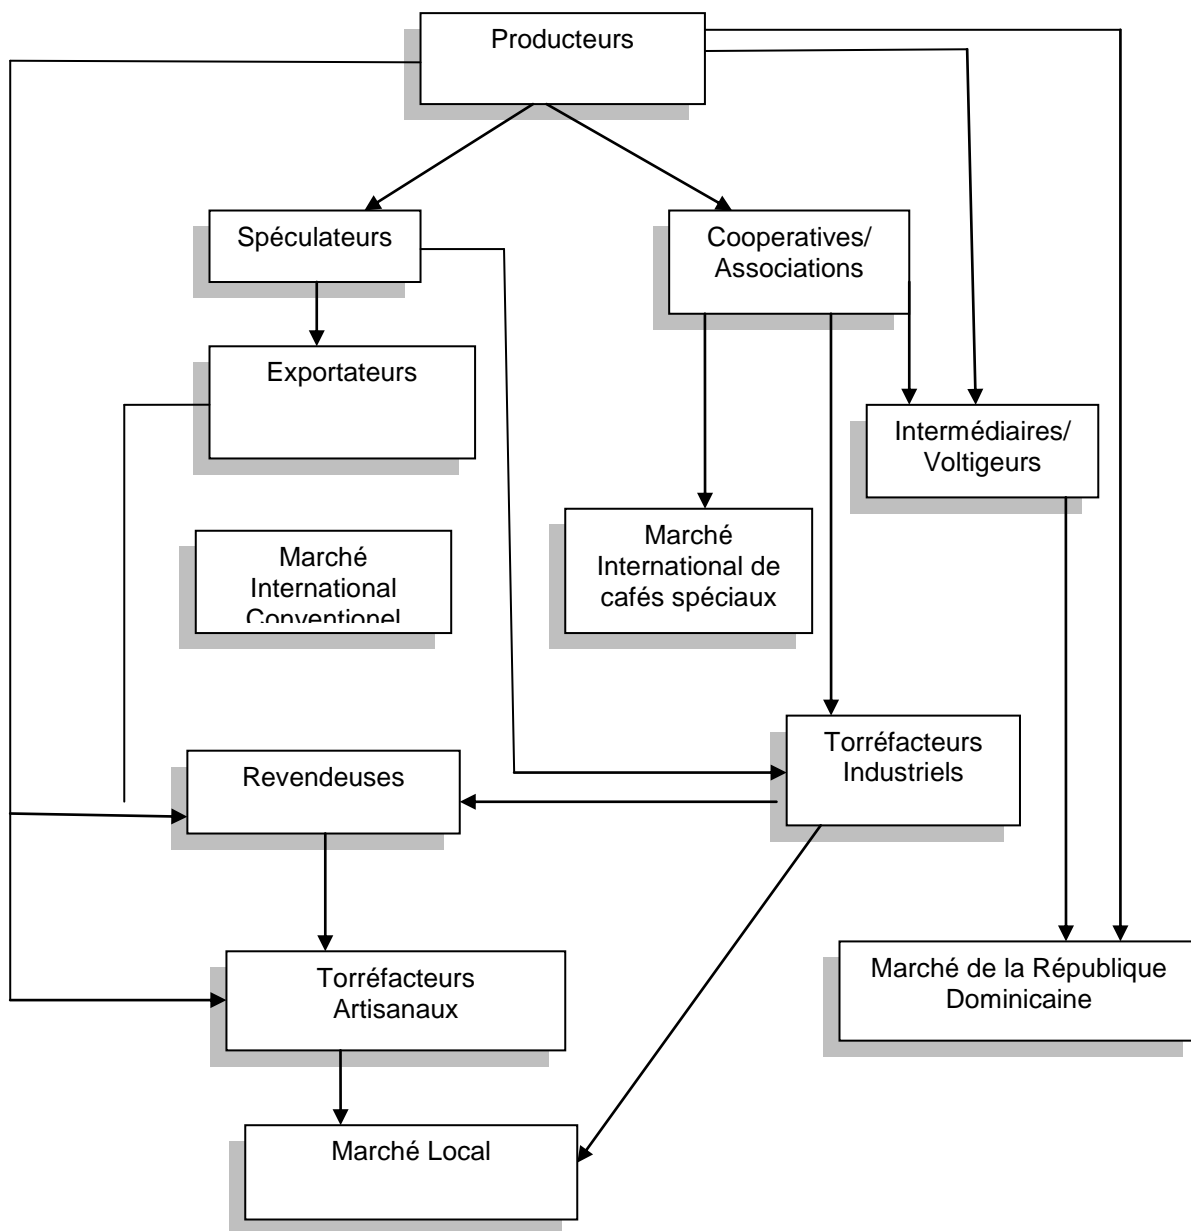 Producteurs
Spéculateurs
Cooperatives/
Associations
Exportateurs
Intermédiaires/
Voltigeurs
Marché
International
Conventionel
Marché
International de
cafés spéciaux
Torréfacteurs
Industriels
Revendeuses
Torréfacteurs
Artisanaux
Marché de la République
Dominicaine
Marché Local